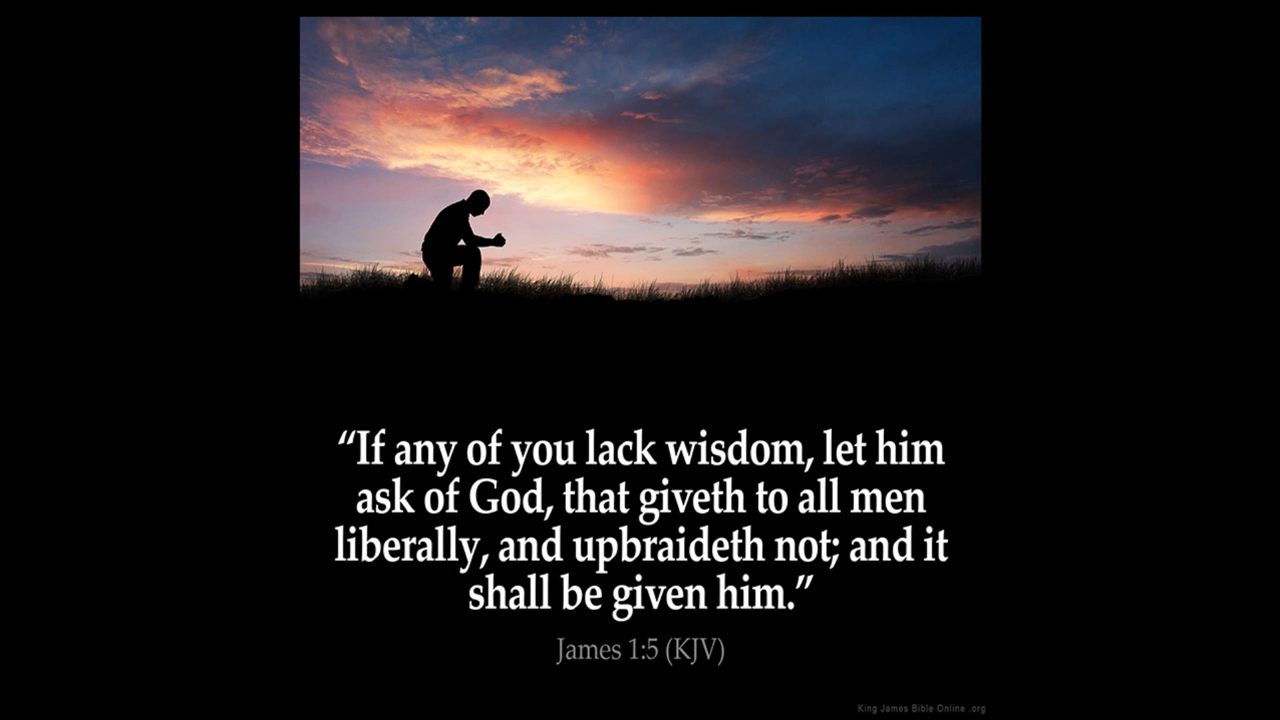 “If any of you lack wisdom, let him
ask of God, that giveth to all men
liberally, and upbraideth not; and it
shall be given him.”
James 1:5 (KJV)
King James Bible Online .org